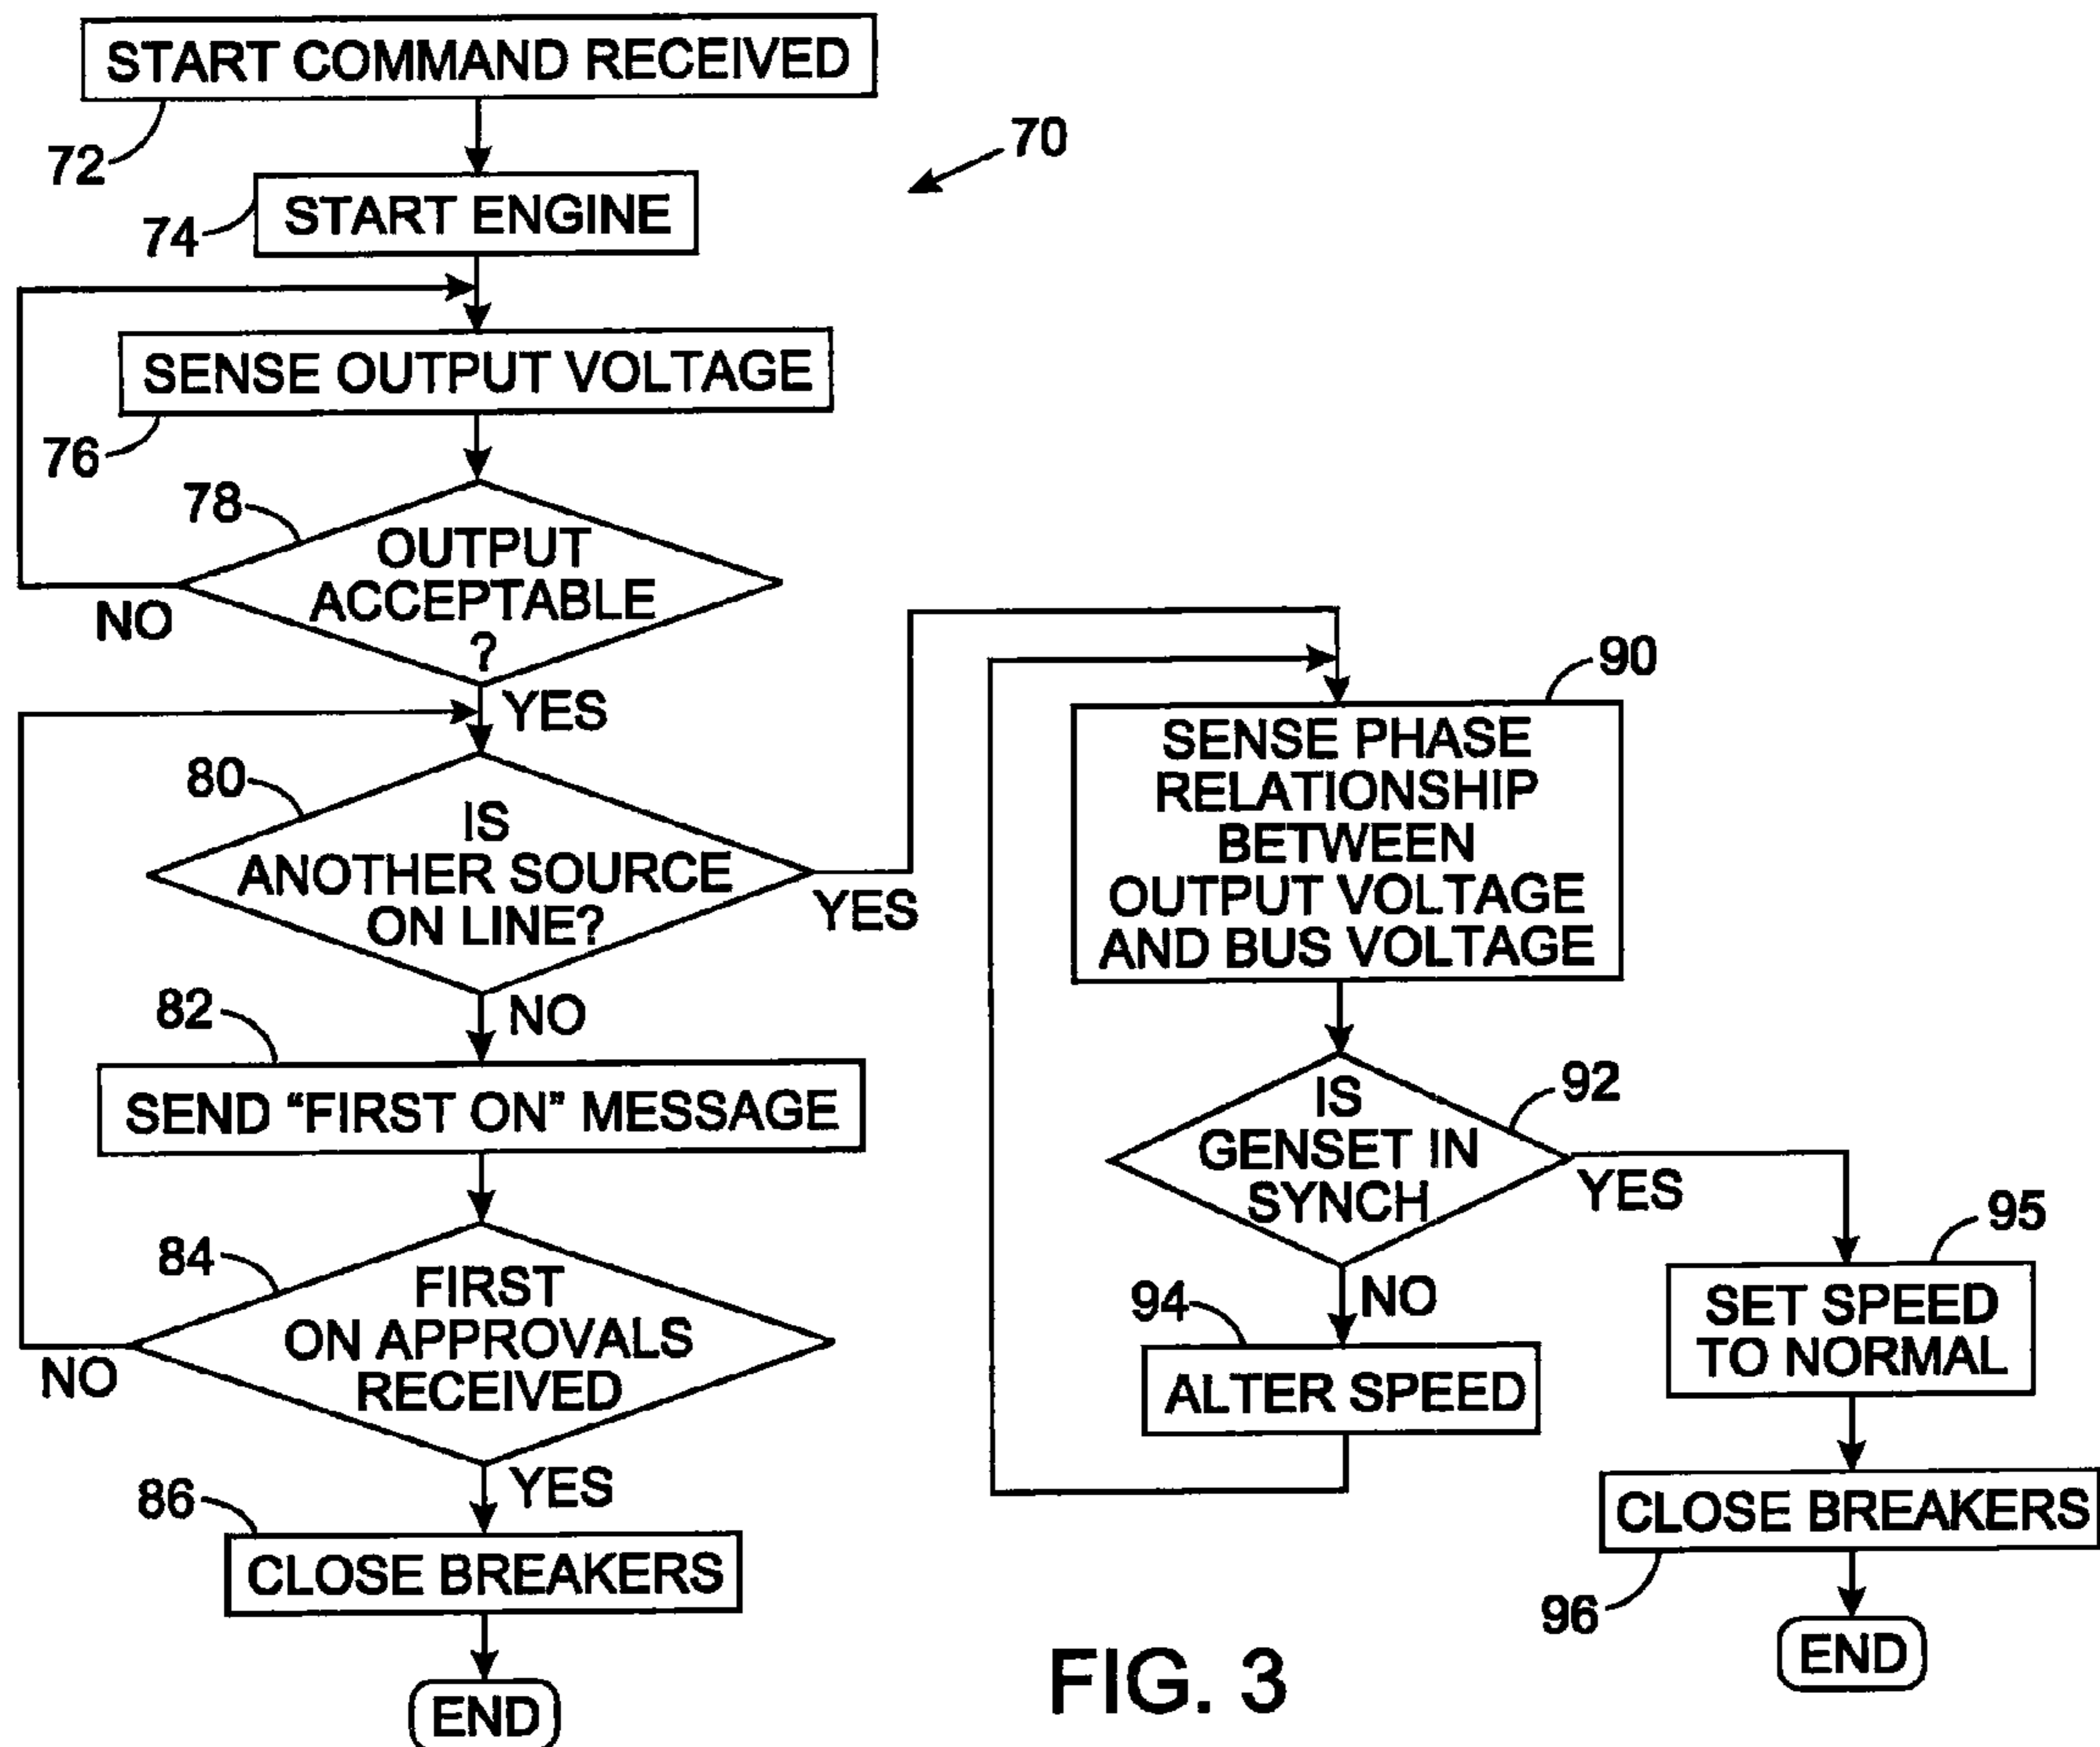 START COMMAND RECEIVED
72
70
START ENGINE
74
SENSE OUTPUT VOLTAGE
76
78
OUTPUT
ACCEPTABLE
?
NO
YES
80
IS
ANOTHER SOURCE
ON LINE?
YES
NO
82
SEND “FIRST ON” MESSAGE
84
FIRST
ON APPROVALS
RECEIVED
NO
YES
86
CLOSE BREAKERS
END
90
SENSE PHASE
RELATIONSHIP
BETWEEN
OUTPUT VOLTAGE
AND BUS VOLTAGE
92
IS
GENSET IN
SYNCH
YES
NO
94
ALTER SPEED
95
SET SPEED
TO NORMAL
CLOSE BREAKERS
96
END
FIG. 3